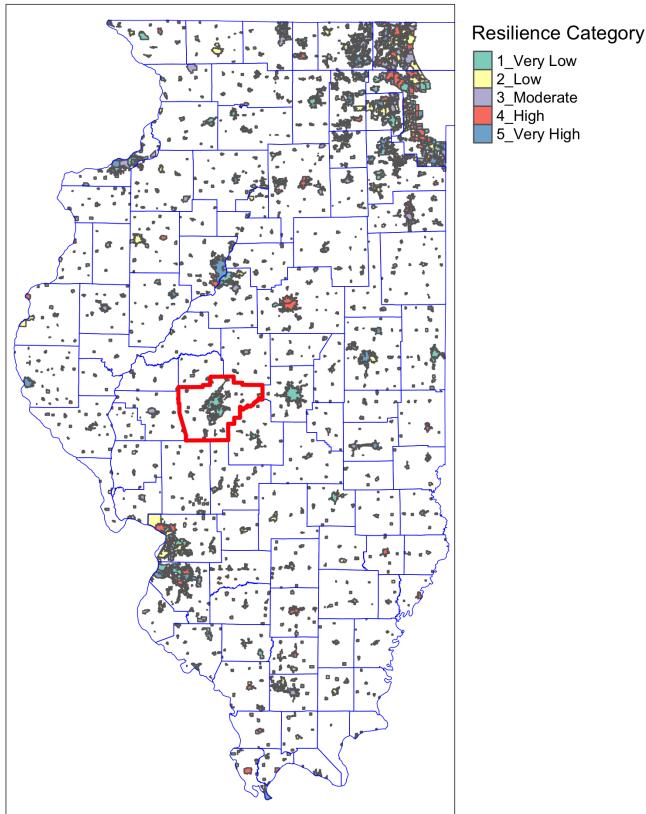 Resilience Category
1_Very Low
2_Low
3_Moderate
4_High
5_Very High